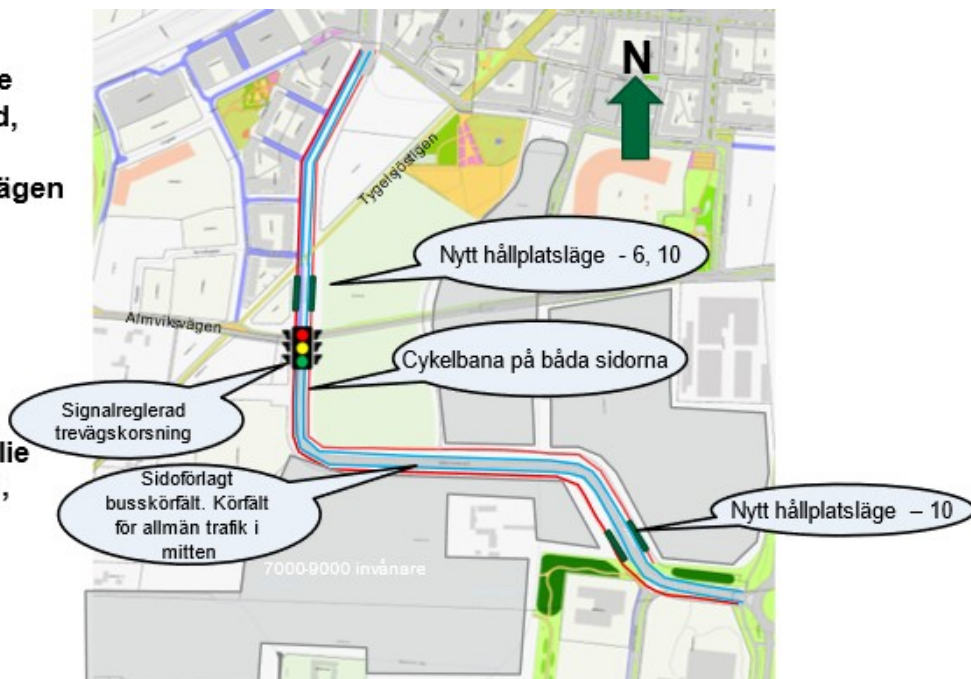 e
d,
ägen
N
Tygelsjöstigen
Nytt hållplatsläge - 6, 10
Almviksvägen
Cykelbana på båda sidorna
Signalreglerad
trevägskorsning
lie
,
Sidoförlagt
busskörfält. Körfält
för allmän trafik i
mitten
Nytt hållplatsläge – 10
7000-9000 invånare